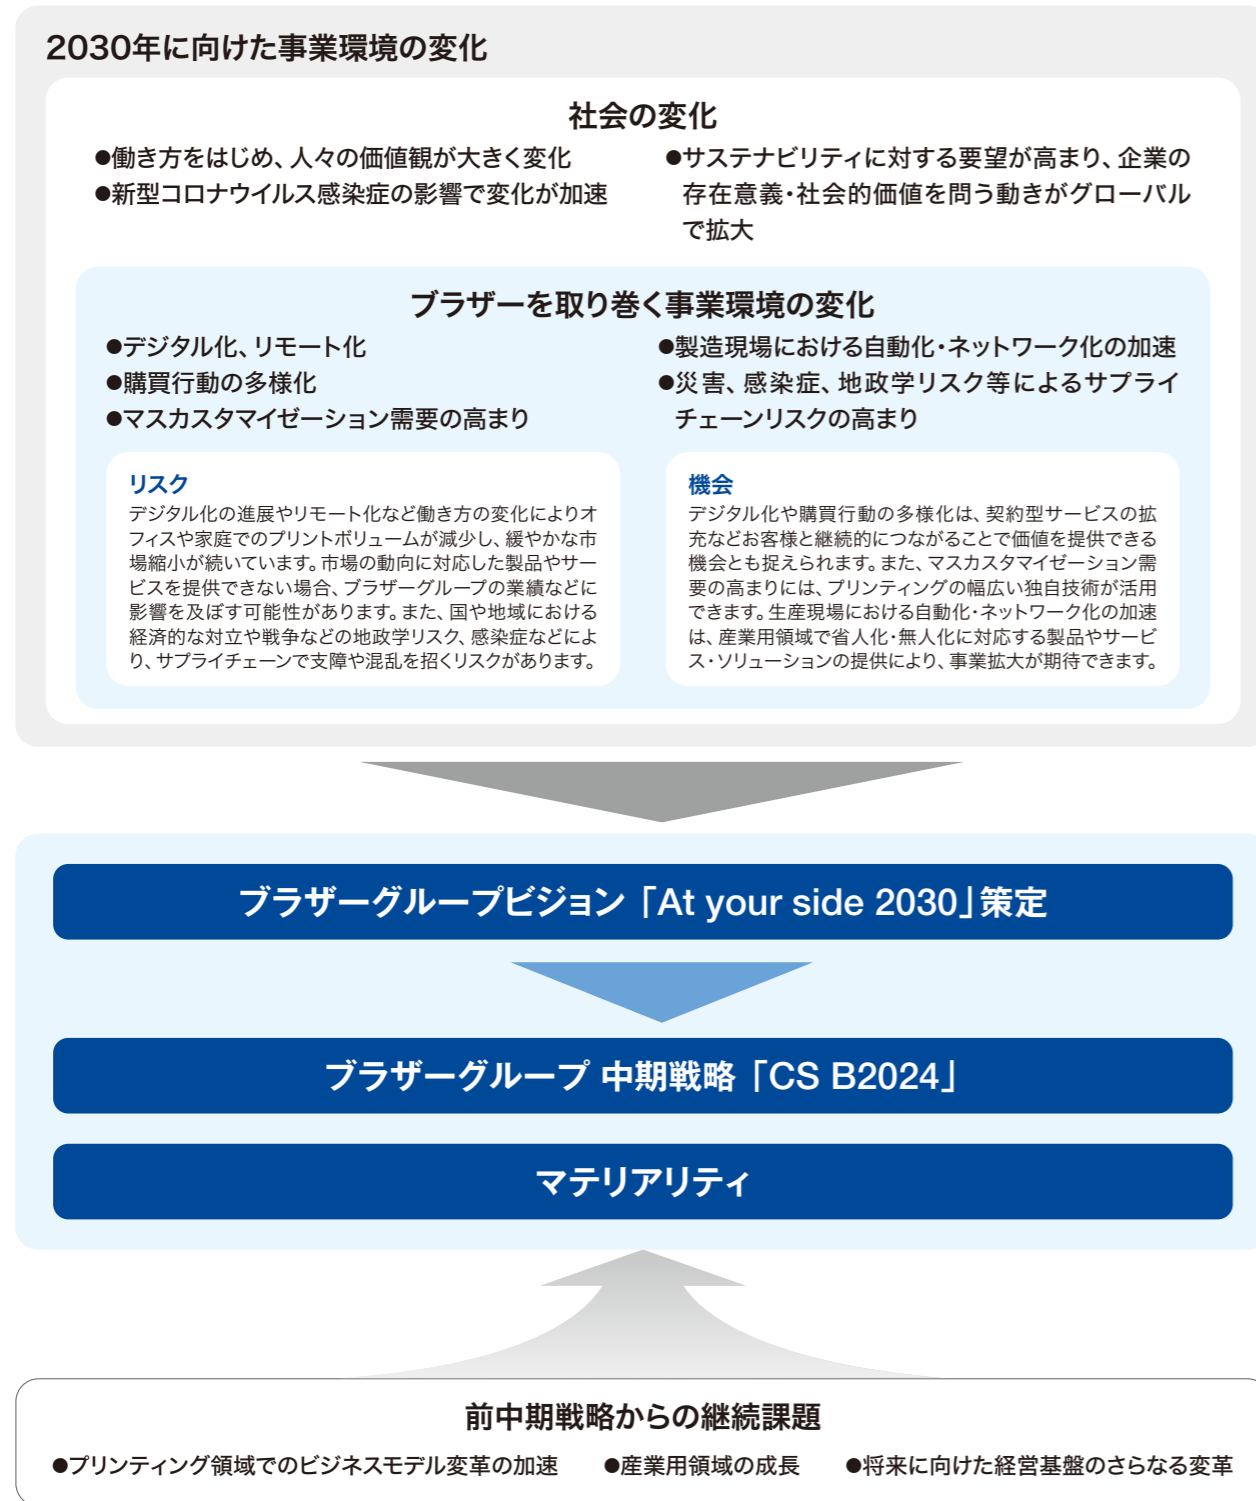 2030年に向けた事業環境の変化
社会の変化
●働き方をはじめ、人々の価値観が大きく変化
●新型コロナウイルス感染症の影響で変化が加速
●サステナビリティに対する要望が高まり、企業の
存在意義・社会的価値を問う動きがグローバル
で拡大
ブラザーを取り巻く事業環境の変化
●デジタル化、リモート化
●購買行動の多様化
●マスカスタマイゼーション需要の高まり
●製造現場における自動化・ネットワーク化の加速
●災害、感染症、地政学リスク等によるサプライ
チェーンリスクの高まり
リスク
デジタル化の進展やリモート化など働き方の変化によりオ
フィスや家庭でのプリントボリュームが減少し、緩やかな市
場縮小が続いています。市場の動向に対応した製品やサー
ビスを提供できない場合、ブラザーグループの業績などに
影響を及ぼす可能性があります。また、国や地域における
経済的な対立や戦争などの地政学リスク、感染症などによ
り、サプライチェーンで支障や混乱を招くリスクがあります。
機会
デジタル化や購買行動の多様化は、契約型サービスの拡
充などお客様と継続的につながることで価値を提供できる
機会とも捉えられます。また、マスカスタマイゼーション需
要の高まりには、プリンティングの幅広い独自技術が活用
できます。生産現場における自動化・ネットワーク化の加速
は、産業用領域で省人化・無人化に対応する製品やサービ
ス・ソリューションの提供により、事業拡大が期待できます。
ブラザーグループビジョン「At your side 2030」策定
ブラザーグループ 中期戦略「CS B2024」
マテリアリティ
前中期戦略からの継続課題
●プリンティング領域でのビジネスモデル変革の加速 ●産業用領域の成長 ●将来に向けた経営基盤のさらなる変革